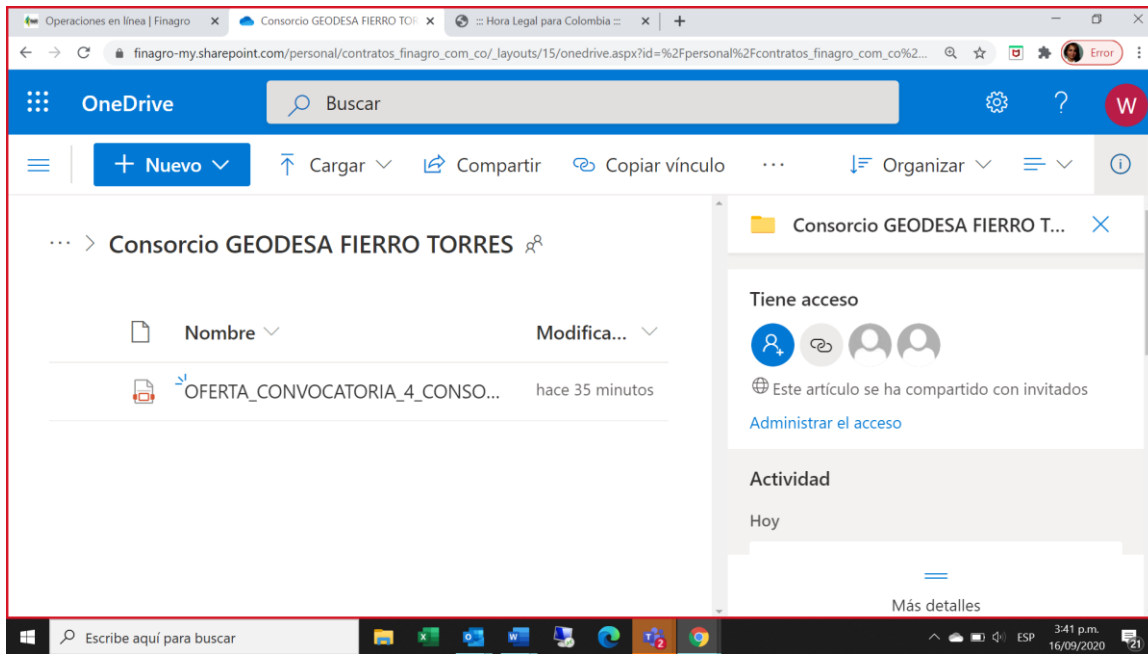 Operaciones en línea | Finagro
Consorcio GEODESA FIERRO TOR
::: Hora Legal para Colombia :::
finagro-my.sharepoint.com/personal/contratos_finagro_com_co/_layouts/15/onedrive.aspx?id=%2Fpersonal%2Fcontratos_finagro_com_co%2...
Error
OneDrive
Buscar
W
Nuevo
Cargar
Compartir
Copiar vínculo
...
Organizar
... > Consorcio GEODESA FIERRO TORRES
Nombre
Modifica...
OFERTA_CONVOCATORIA_4_CONSO...
hace 35 minutos
Consorcio GEODESA FIERRO T...
Tiene acceso
Este artículo se ha compartido con invitados
Administrar el acceso
Actividad
Hoy
Más detalles
Escribe aquí para buscar
2
ESP
3:41 p.m.
16/09/2020
21